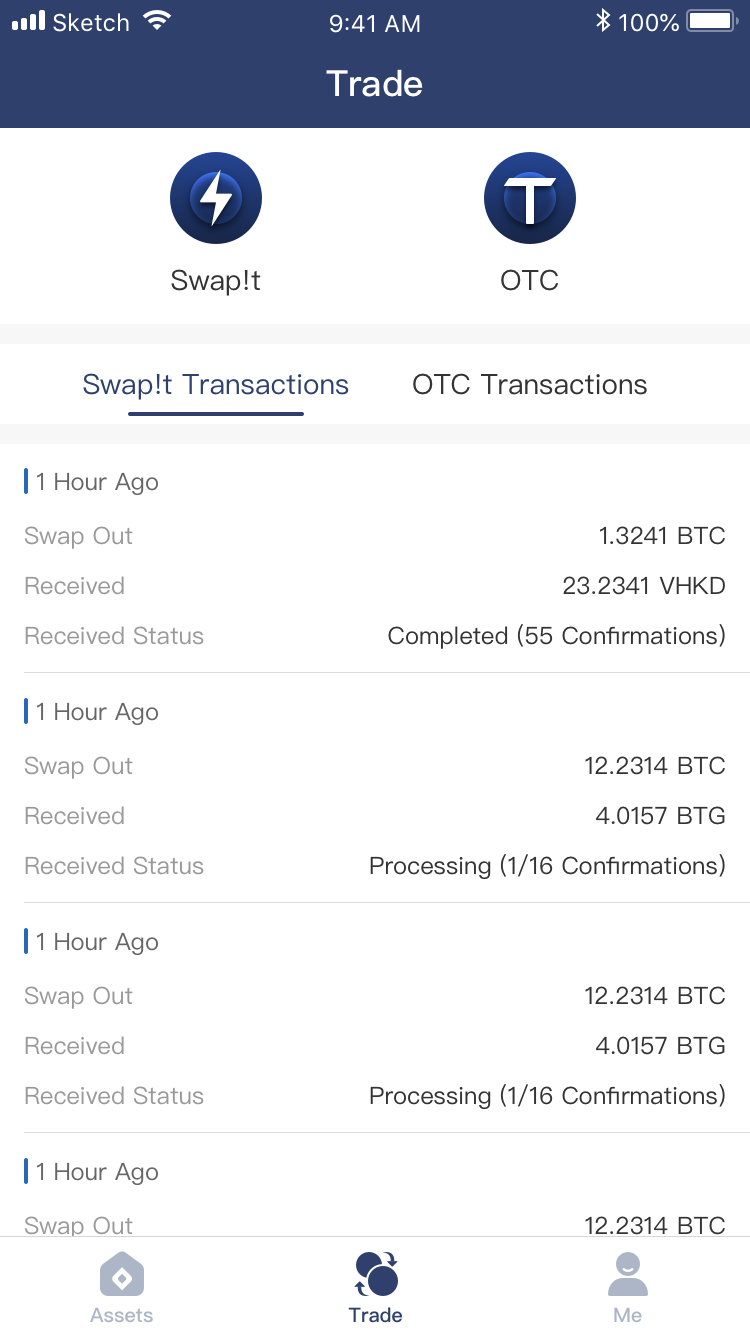 Sketch 9:41 AM 100%
Trade
Swap!t OTC
Swap!t Transactions OTC Transactions
1 Hour Ago
Swap Out 1.3241 BTC
Received 23.2341 VHKD
Received Status Completed (55 Confirmations)
1 Hour Ago
Swap Out 12.2314 BTC
Received 4.0157 BTG
Received Status Processing (1/16 Confirmations)
1 Hour Ago
Swap Out 12.2314 BTC
Received 4.0157 BTG
Received Status Processing (1/16 Confirmations)
1 Hour Ago
Swap Out 12.2314 BTC
Assets Trade Me